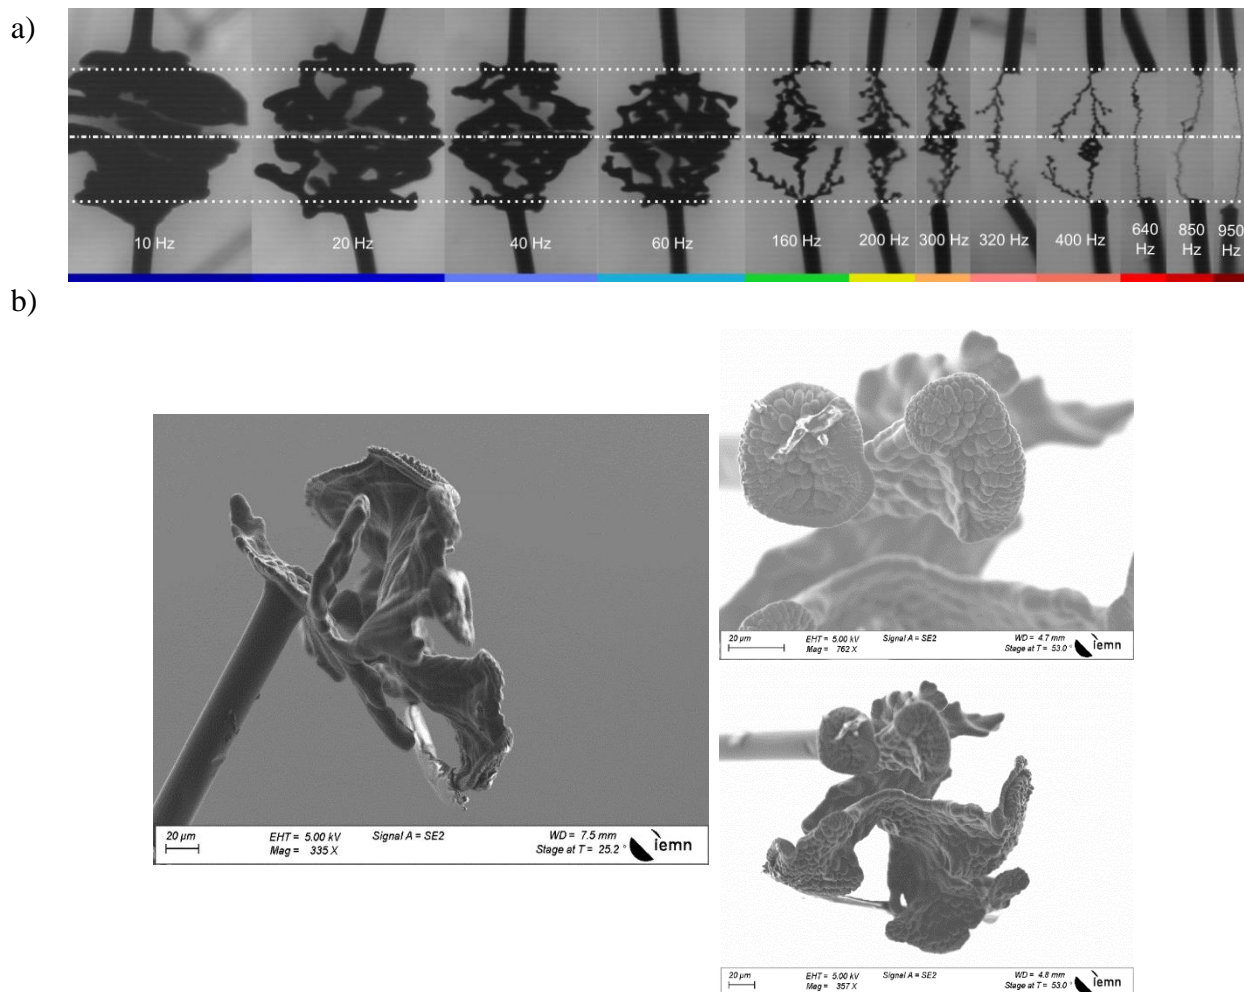 a)
10 Hz
20 Hz
40 Hz
60 Hz
160 Hz
200 Hz
300 Hz
320 Hz
400 Hz
640
Hz
850
Hz
950
Hz
b)
20 µm
EHT = 5.00 kV
Signal A = SE2
WD = 4.7 mm
Mag = 762 X
Stage at T = 53.0 °
iemn
20 µm
EHT = 5.00 kV
Signal A = SE2
WD = 7.5 mm
Mag = 335 X
Stage at T = 25.2 °
iemn
20 µm
EHT = 5.00 kV
Signal A = SE2
WD = 4.8 mm
Mag = 357 X
Stage at T = 53.0 °
iemn